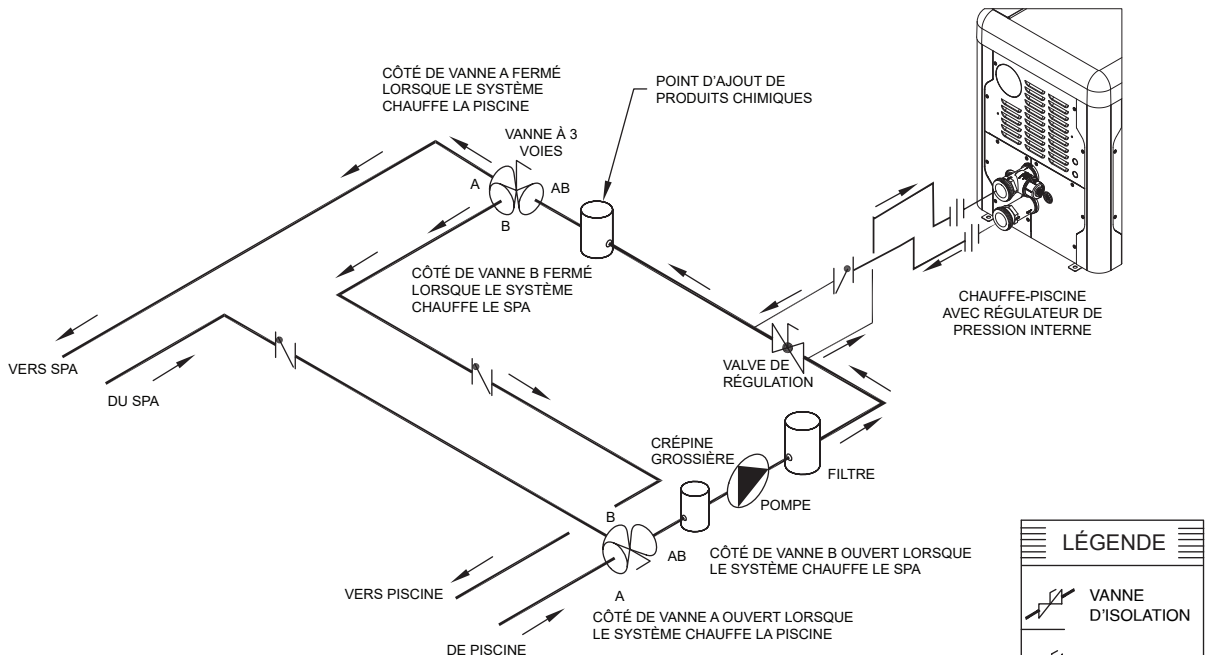 CÔTÉ DE VANNE A FERMÉ
LORSQUE LE SYSTÈME
CHAUFFE LA PISCINE
POINT D'AJOUT DE
PRODUITS CHIMIQUES
VANNE À 3
VOIES
A
AB
B
CÔTÉ DE VANNE B FERMÉ
LORSQUE LE SYSTÈME
CHAUFFE LE SPA
CHAUFFE-PISCINE
AVEC RÉGULATEUR DE
PRESSION INTERNE
VERS SPA
DU SPA
VALVE DE
RÉGULATION
CRÉPINE
GROSSIÈRE
FILTRE
POMPE
B
AB
A
CÔTÉ DE VANNE B OUVERT LORSQUE
LE SYSTÈME CHAUFFE LE SPA
VERS PISCINE
CÔTÉ DE VANNE A OUVERT LORSQUE
LE SYSTÈME CHAUFFE LA PISCINE
DE PISCINE
LÉGENDE
VANNE
D'ISOLATION